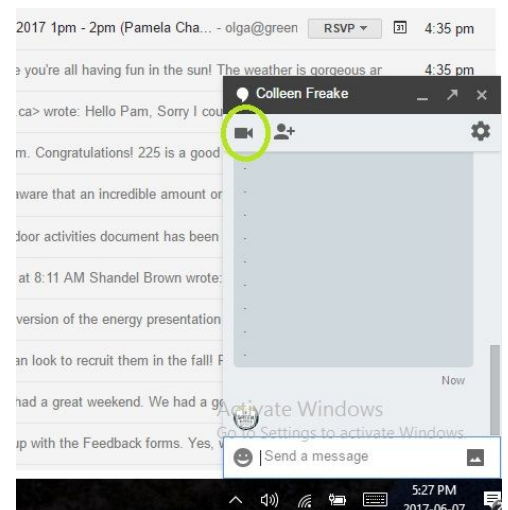 2017 1pm - 2pm (Pamela Cha... - olga@green RSVP 31 4:35 pm
e you're all having fun in the sun! The weather is gorgeous ar 4:35 pm
Colleen Freake
ca> wrote: Hello Pam, Sorry I cou
m. Congratulations! 225 is a good
aware that an incredible amount or
door activities document has been
at 8:11 AM Shandel Brown wrote:
version of the energy presentation
an look to recruit them in the fall! F
Now
had a great weekend. We had a go
Activate Windows
Go to Settings to activate Windows.
up with the Feedback forms. Yes, w
Send a message
5:27 PM
2017-06-07